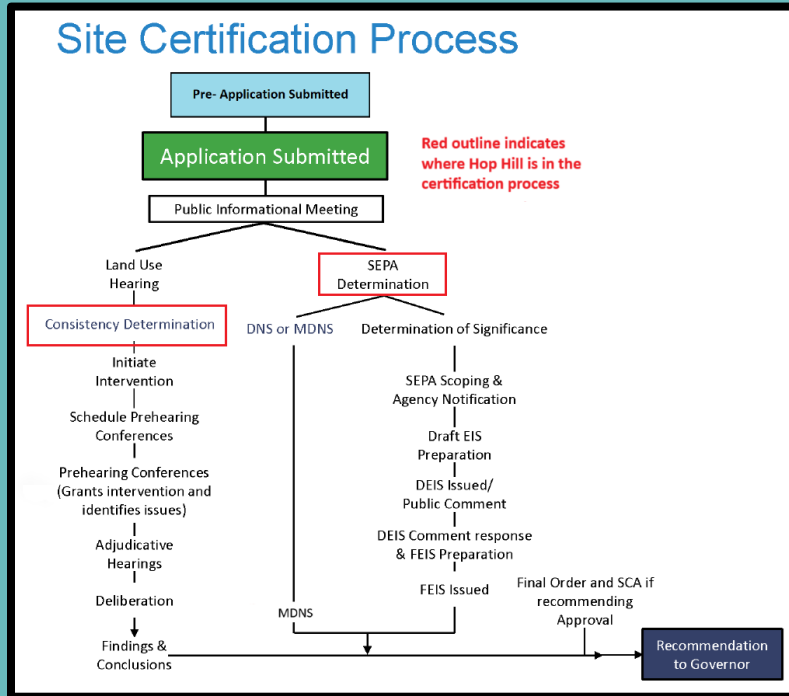 Site Certification Process
Pre- Application Submitted
Application Submitted
Red outline indicates
where Hop Hill is in the
certification process
Public Informational Meeting
Land Use
Hearing
SEPA
Determination
Consistency Determination
DNS or MDNS
Determination of Significance
Initiate
Intervention
SEPA Scoping &
Agency Notification
Schedule Prehearing
Conferences
Draft EIS
Preparation
Prehearing Conferences
(Grants intervention and
identifies issues)
DEIS Issued/
Public Comment
Adjudicative
Hearings
DEIS Comment response
& FEIS Preparation
Deliberation
MDNS
FEIS Issued
Final Order and SCA if
recommending
Approval
Findings &
Conclusions
Recommendation
to Governor